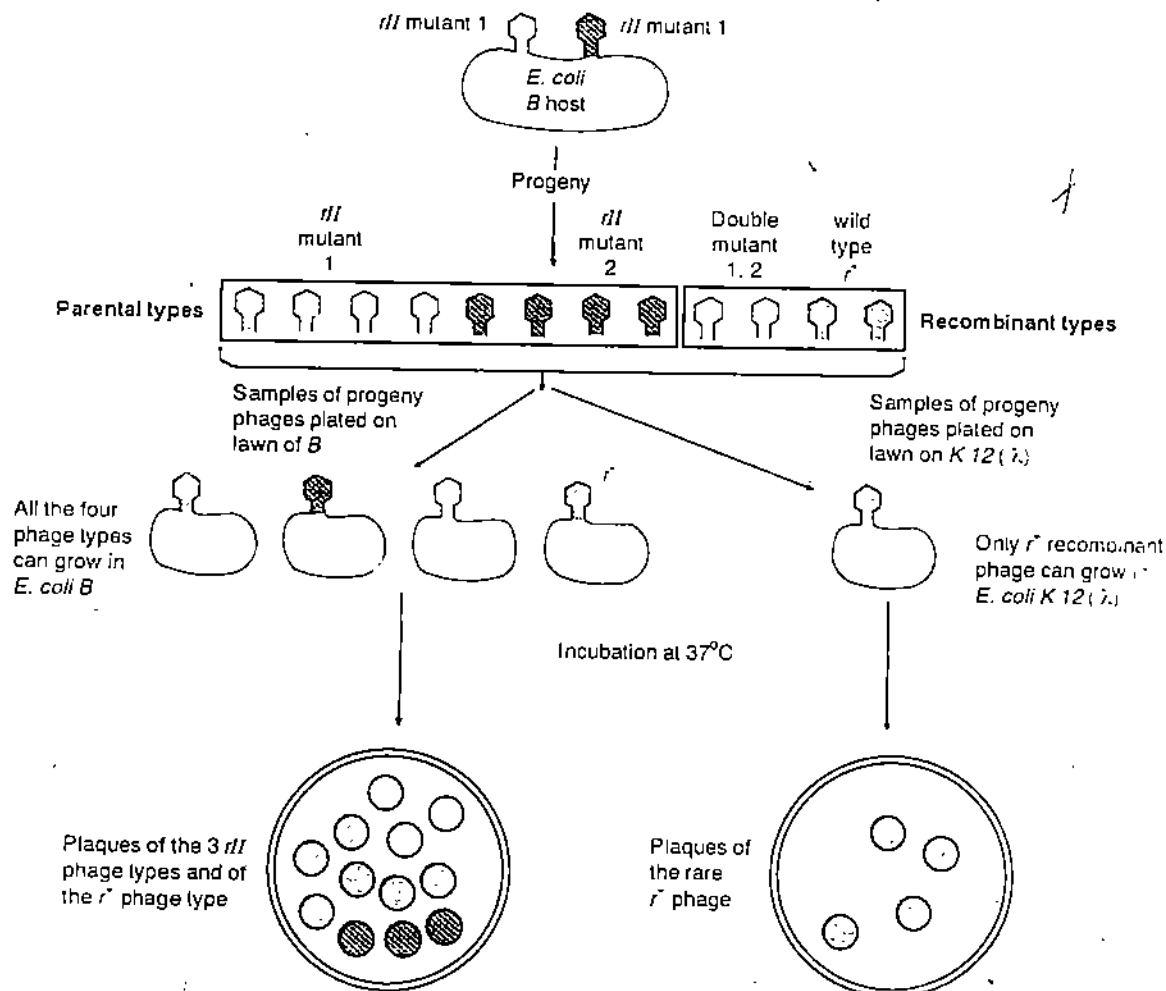 rII mutant 1
rII mutant 1
E. coli
B host
Progeny
rII
mutant
1
rII
mutant
2
Double
mutant
1. 2
wild
type
r+
Parental types
Recombinant types
Samples of progeny
phages plated on
lawn of B
Samples of progeny
phages plated on
lawn on K 12 (λ)
All the four
phage types
can grow in
E. coli B
r+
Only r+ recombinant
phage can grow
E. coli K 12 (λ)
Incubation at 37°C
Plaques of the 3 rII
phage types and of
the r+ phage type
Plaques of
the rare
r+ phage